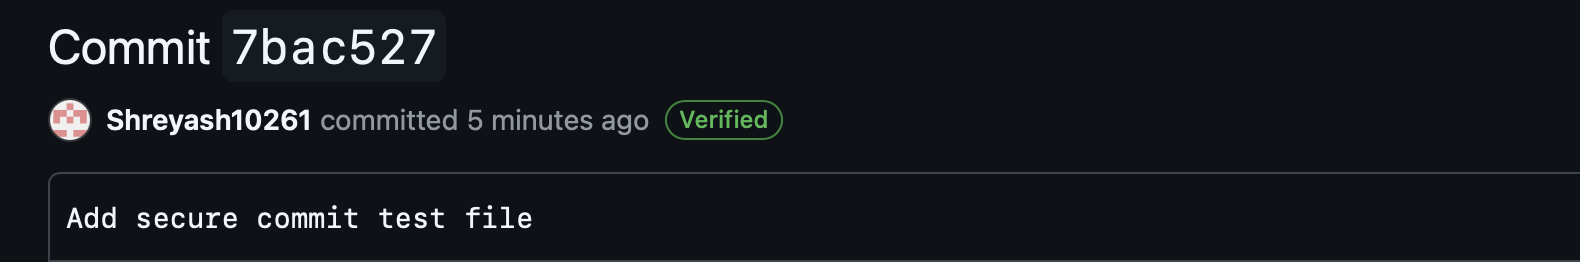 Commit 7bac527
Shreyash10261 committed 5 minutes ago Verified
Add secure commit test file